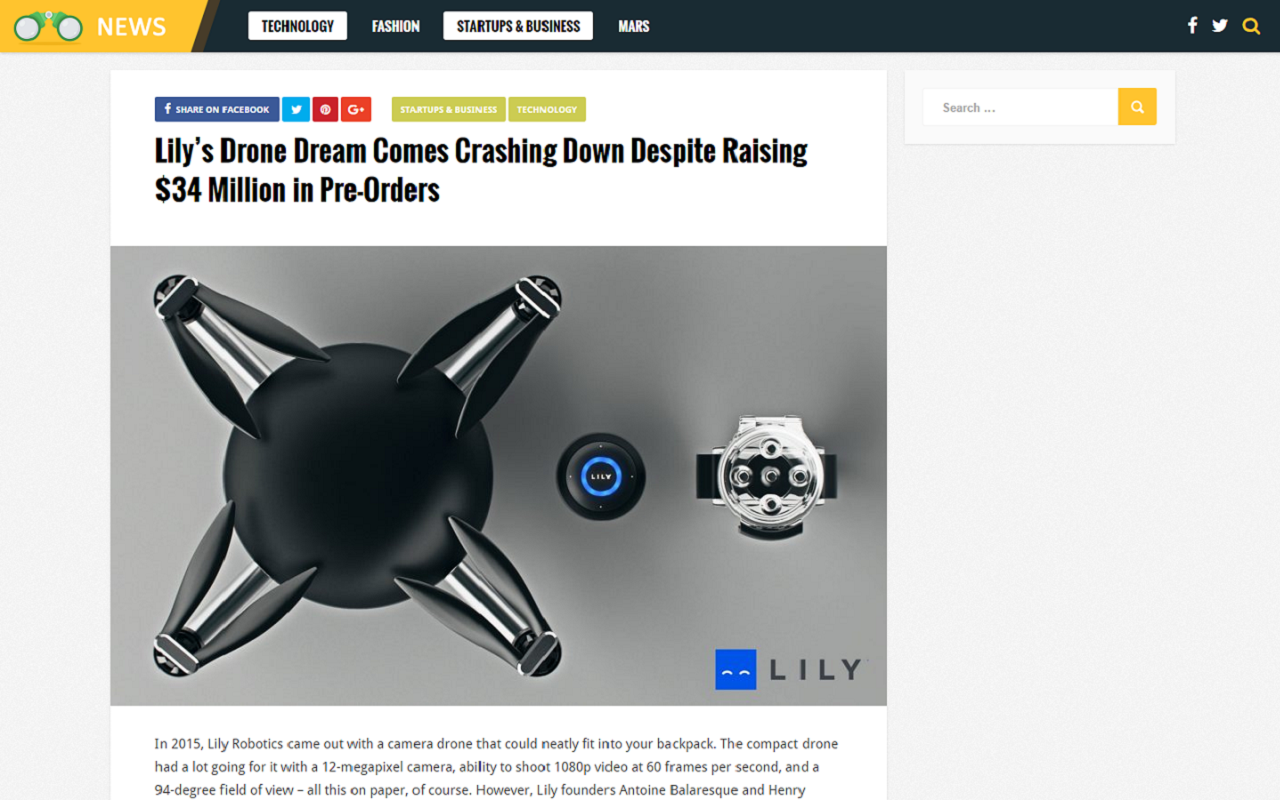 NEWS TECHNOLOGY FASHION STARTUPS & BUSINESS MARS
Search ...
SHARE ON FACEBOOK G+ STARTUPS & BUSINESS TECHNOLOGY
Lily’s Drone Dream Comes Crashing Down Despite Raising
$34 Million in Pre-Orders
LILY
LILY
In 2015, Lily Robotics came out with a camera drone that could neatly fit into your backpack. The compact drone
had a lot going for it with a 12-megapixel camera, ability to shoot 1080p video at 60 frames per second, and a
94-degree field of view – all this on paper, of course. However, Lily founders Antoine Balaresque and Henry